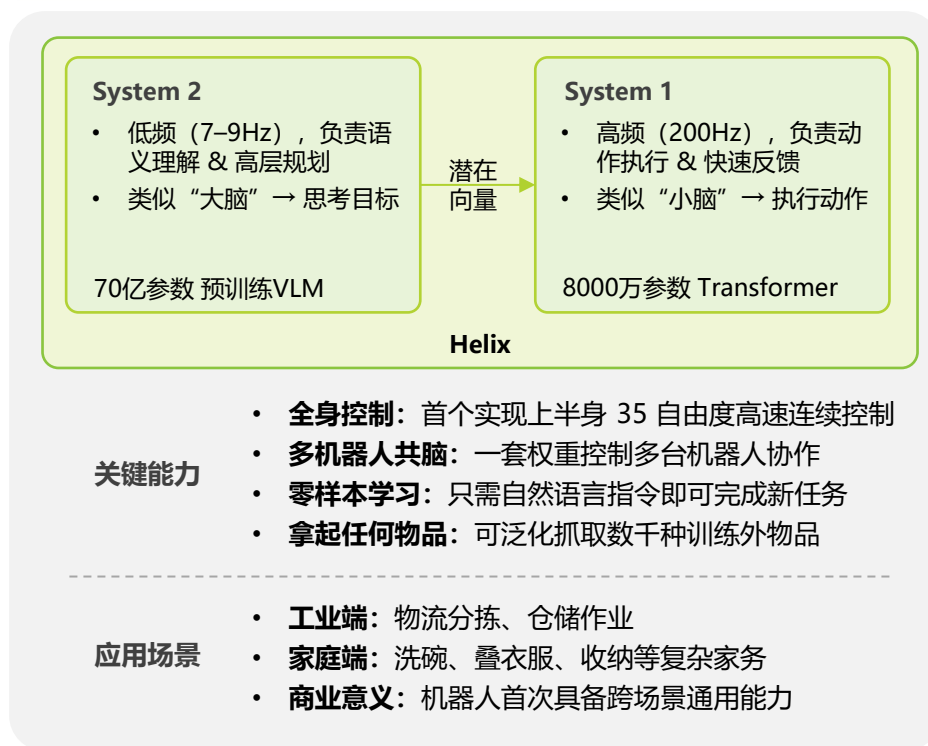 System 2
• 低频（7–9Hz），负责语
义理解 & 高层规划
• 类似“大脑”→ 思考目标
70亿参数 预训练VLM
潜在
向量
System 1
• 高频（200Hz），负责动
作执行 & 快速反馈
• 类似“小脑”→ 执行动作
8000万参数 Transformer
Helix
关键能力
• 全身控制：首个实现上半身 35 自由度高速连续控制
• 多机器人共脑：一套权重控制多台机器人协作
• 零样本学习：只需自然语言指令即可完成新任务
• 拿起任何物品：可泛化抓取数千种训练外物品
应用场景
• 工业端：物流分拣、仓储作业
• 家庭端：洗碗、叠衣服、收纳等复杂家务
• 商业意义：机器人首次具备跨场景通用能力